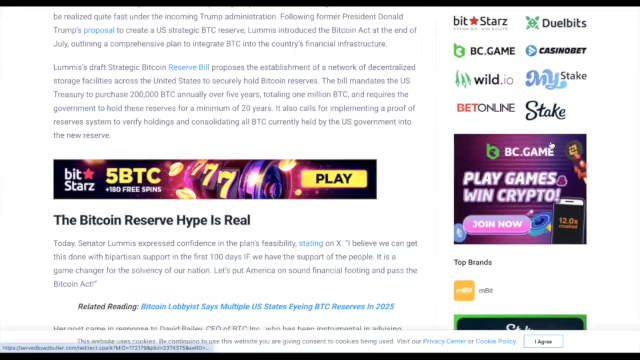 be realized quite fast under the incoming Trump administration. Following former President Donald
Trump's proposal to create a US strategic BTC reserve, Lummis introduced the Bitcoin Act at the end of
July, outlining a comprehensive plan to integrate BTC into the country's financial infrastructure.
Lummis's draft Strategic Bitcoin Reserve Bill proposes the establishment of a network of decentralized
storage facilities across the United States to securely hold Bitcoin reserves. The bill mandates the US
Treasury to purchase 200,000 BTC annually over five years, totaling one million BTC, and requires the
government to hold these reserves for a minimum of 20 years. It also calls for implementing a proof of
reserves system to verify holdings and consolidating all BTC currently held by the US government into
the new reserve.
bit Starz
5BTC
+180 FREE SPINS
777
PLAY
The Bitcoin Reserve Hype Is Real
Today, Senator Lummis expressed confidence in the plan's feasibility, stating on X: "I believe we can get
this done with bipartisan support in the first 100 days IF we have the support of the people. It is a
game changer for the solvency of our nation. Let's put America on sound financial footing and pass the
Bitcoin Act!"
Related Reading: Bitcoin Lobbyist Says Multiple US States Eyeing BTC Reserves In 2025
Her post came in response to David Bailey, CEO of BTC Inc., who has been instrumental in advising
bit Starz
Duelbits
BC.GAME
CASINOBET
wild.io
My Stake
BETONLINE
Stake
BC.GAME
PLAY GAMES
WIN CRYPTO!
JOIN NOW
12.0x
Top Brands
mBit
mBit
This website uses cookies. By continuing to use this website you are giving consent to cookies being used. Visit our Privacy Center or Cookie Policy.
I Agree